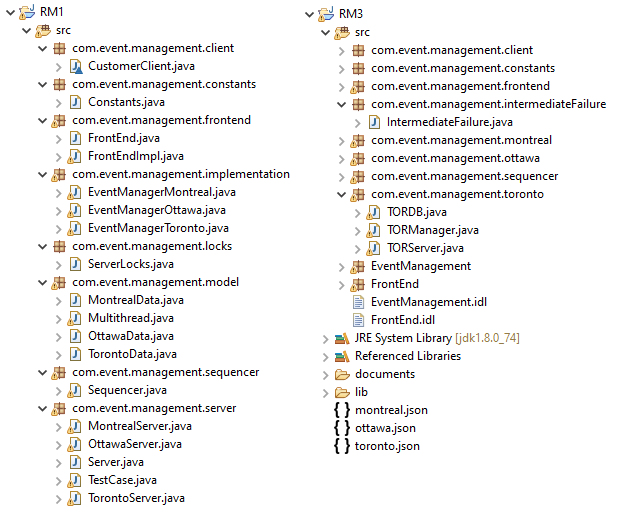 RM1
src
com.event.management.client
CustomerClient.java
com.event.management.constants
Constants.java
com.event.management.frontend
FrontEnd.java
FrontEndImpl.java
com.event.management.implementation
EventManagerMontreal.java
EventManagerOttawa.java
EventManagerToronto.java
com.event.management.locks
ServerLocks.java
com.event.management.model
MontrealData.java
Multithread.java
OttawaData.java
TorontoData.java
com.event.management.sequencer
Sequencer.java
com.event.management.server
MontrealServer.java
OttawaServer.java
Server.java
TestCase.java
TorontoServer.java
RM3
src
com.event.management.client
com.event.management.constants
com.event.management.frontend
com.event.management.intermediateFailure
IntermediateFailure.java
com.event.management.montreal
com.event.management.ottawa
com.event.management.sequencer
com.event.management.toronto
TORDB.java
TORManager.java
TORServer.java
EventManagement
FrontEnd
EventManagement.idl
FrontEnd.idl
JRE System Library [jdk1.8.0_74]
Referenced Libraries
documents
lib
montreal.json
ottawa.json
toronto.json